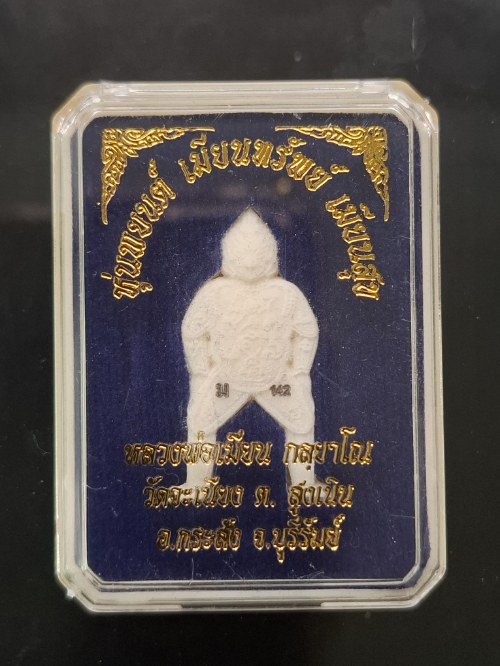 หุ่นพยนต์ เมียนทรัพย์ เมียนสุข
ม 142
หลวงพ่อเมียน กลฺยาโณ
วัดจะเนียง ต. สูงเนิน
อ.กระสัง จ.บุรีรัมย์